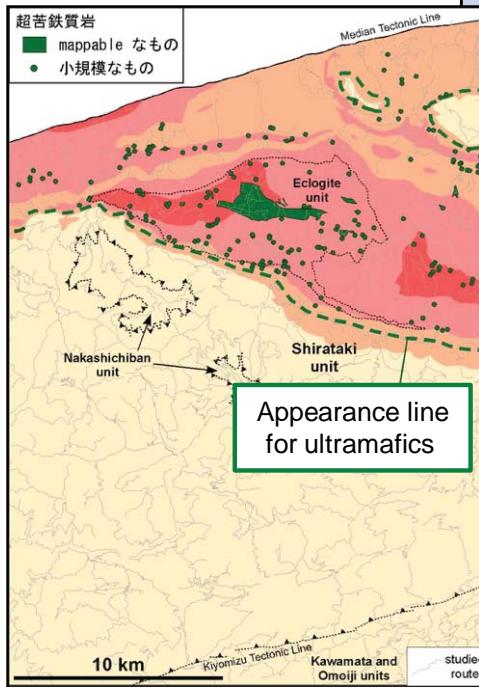 超苦鉄質岩
mappable なもの
小規模なもの
Median Tectonic Line
Eclogite
unit
Nakashichiban
unit
Shirataki
unit
Appearance line
for ultramafics
10 km
Kiyomizu Tectonic Line
Kawamata and
Omoiji units
studie
route